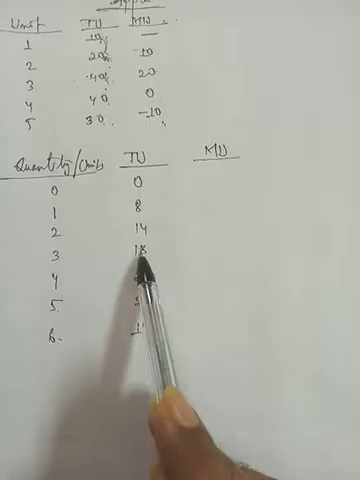 Apple
Unit TU MU
1 10 —
2 20 10
3 40 20
4 40 0
5 30 -10
Quantity/Units TU MU
0 0
1 8
2 14
3 18
4
5.
6.